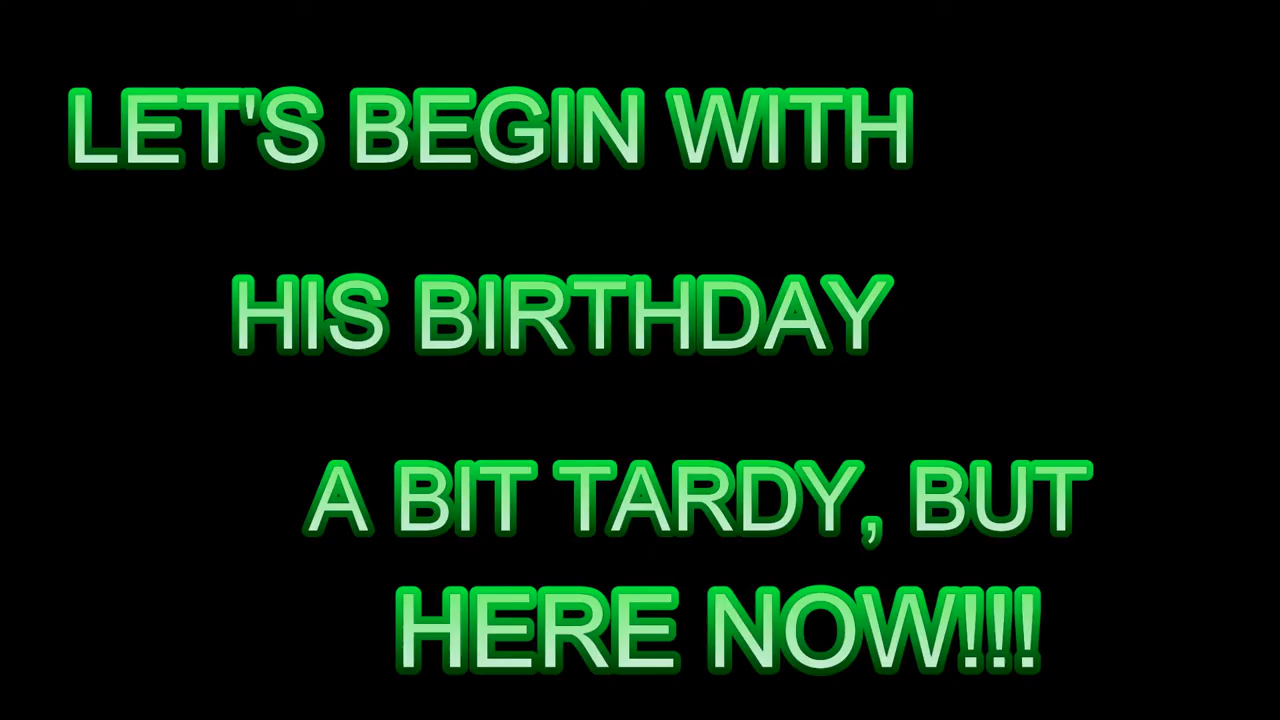 LET'S BEGIN WITH
HIS BIRTHDAY
A BIT TARDY, BUT
HERE NOW!!!